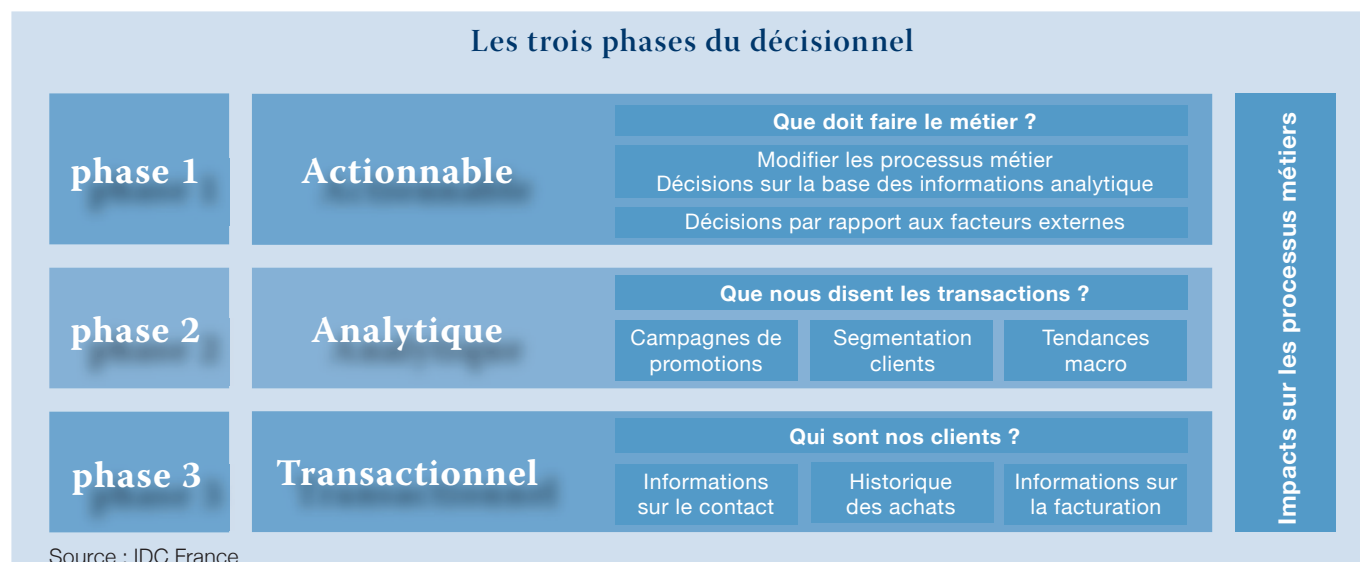 Les trois phases du décisionnel
phase 1
Actionnable
Que doit faire le métier ?
Modifier les processus métier
Décisions sur la base des informations analytique
Décisions par rapport aux facteurs externes
phase 2
Analytique
Que nous disent les transactions ?
Campagnes de
promotions
Segmentation
clients
Tendances
macro
phase 3
Transactionnel
Qui sont nos clients ?
Informations
sur le contact
Historique
des achats
Informations sur
la facturation
Impacts sur les processus métiers
Source : IDC France